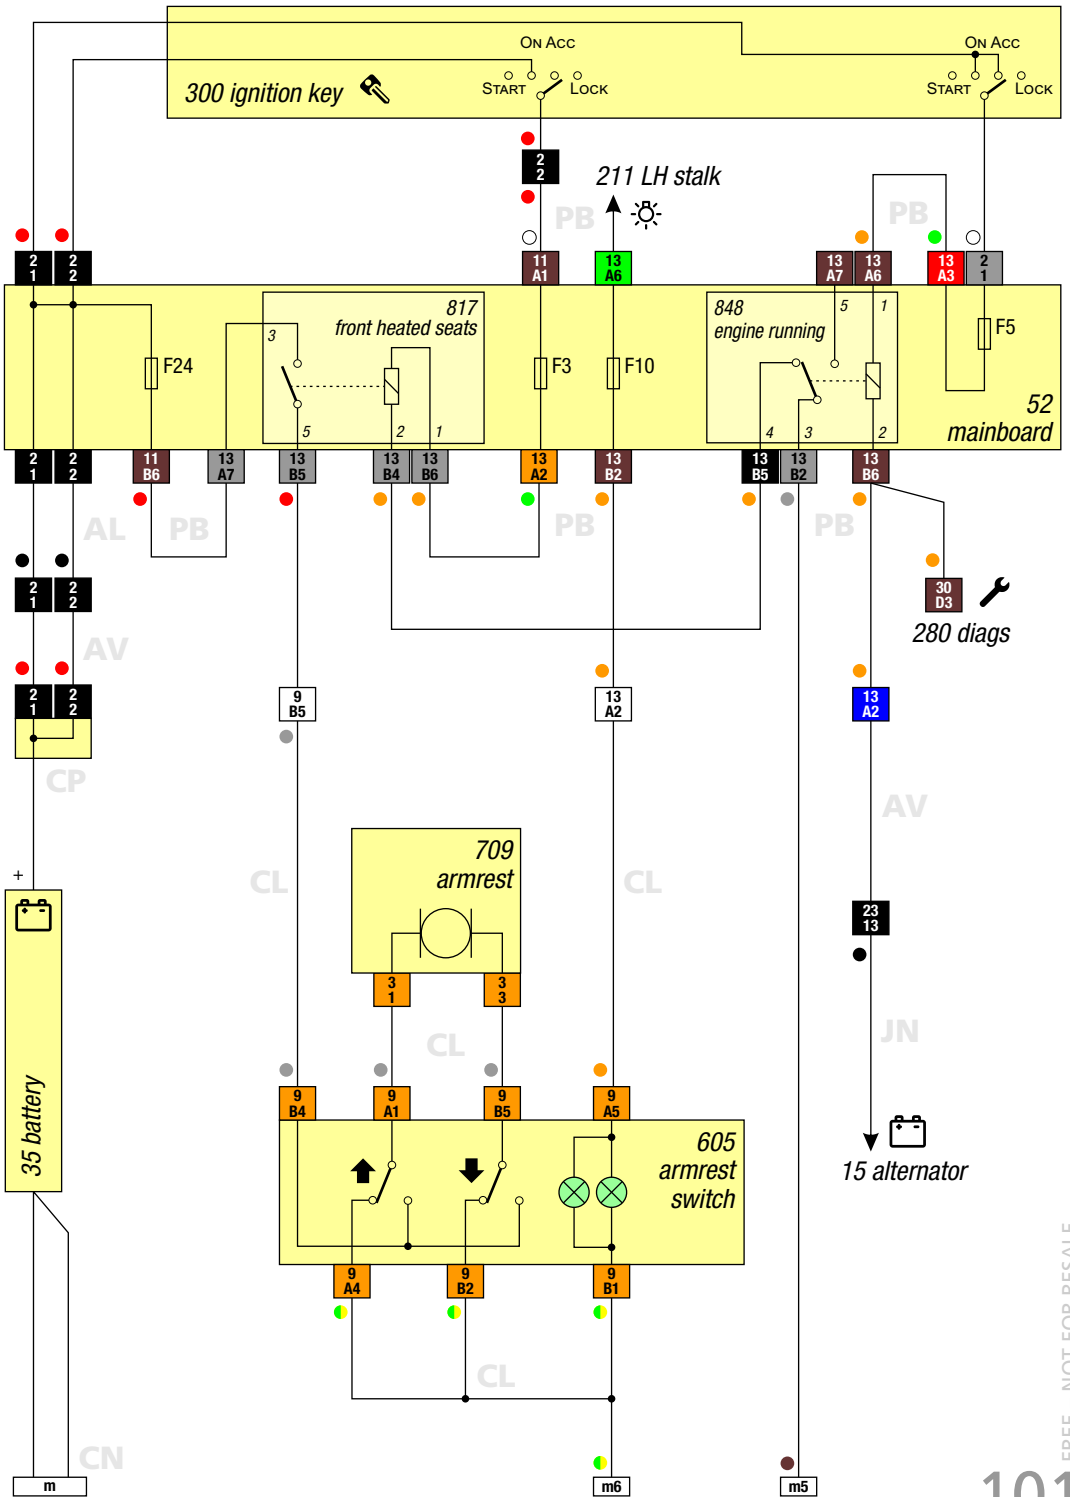 ON ACC
ON ACC
300 ignition key
START
LOCK
START
LOCK
2
2
211 LH stalk
PB
PB
2
1
2
2
11
A1
13
A6
13
A7
13
A6
13
A3
2
1
817
front heated seats
848
engine running
5
1
3
F24
F3
F10
F5
52
mainboard
5
2
1
4
3
2
2
1
2
2
11
B6
13
A7
13
B5
13
B4
13
B6
13
A2
13
B2
13
B5
13
B2
13
B6
AL
PB
PB
PB
2
1
2
2
30
D3
280 diags
AV
2
1
2
2
9
B5
13
A2
13
A2
CP
AV
709
armrest
+
CL
CL
23
13
3
1
3
3
CL
JN
35 battery
9
B4
9
A1
9
B5
9
A5
605
armrest
switch
15 alternator
9
A4
9
B2
9
B1
CL
CN
m
m6
m5
FREE NOT FOR RESALE
101